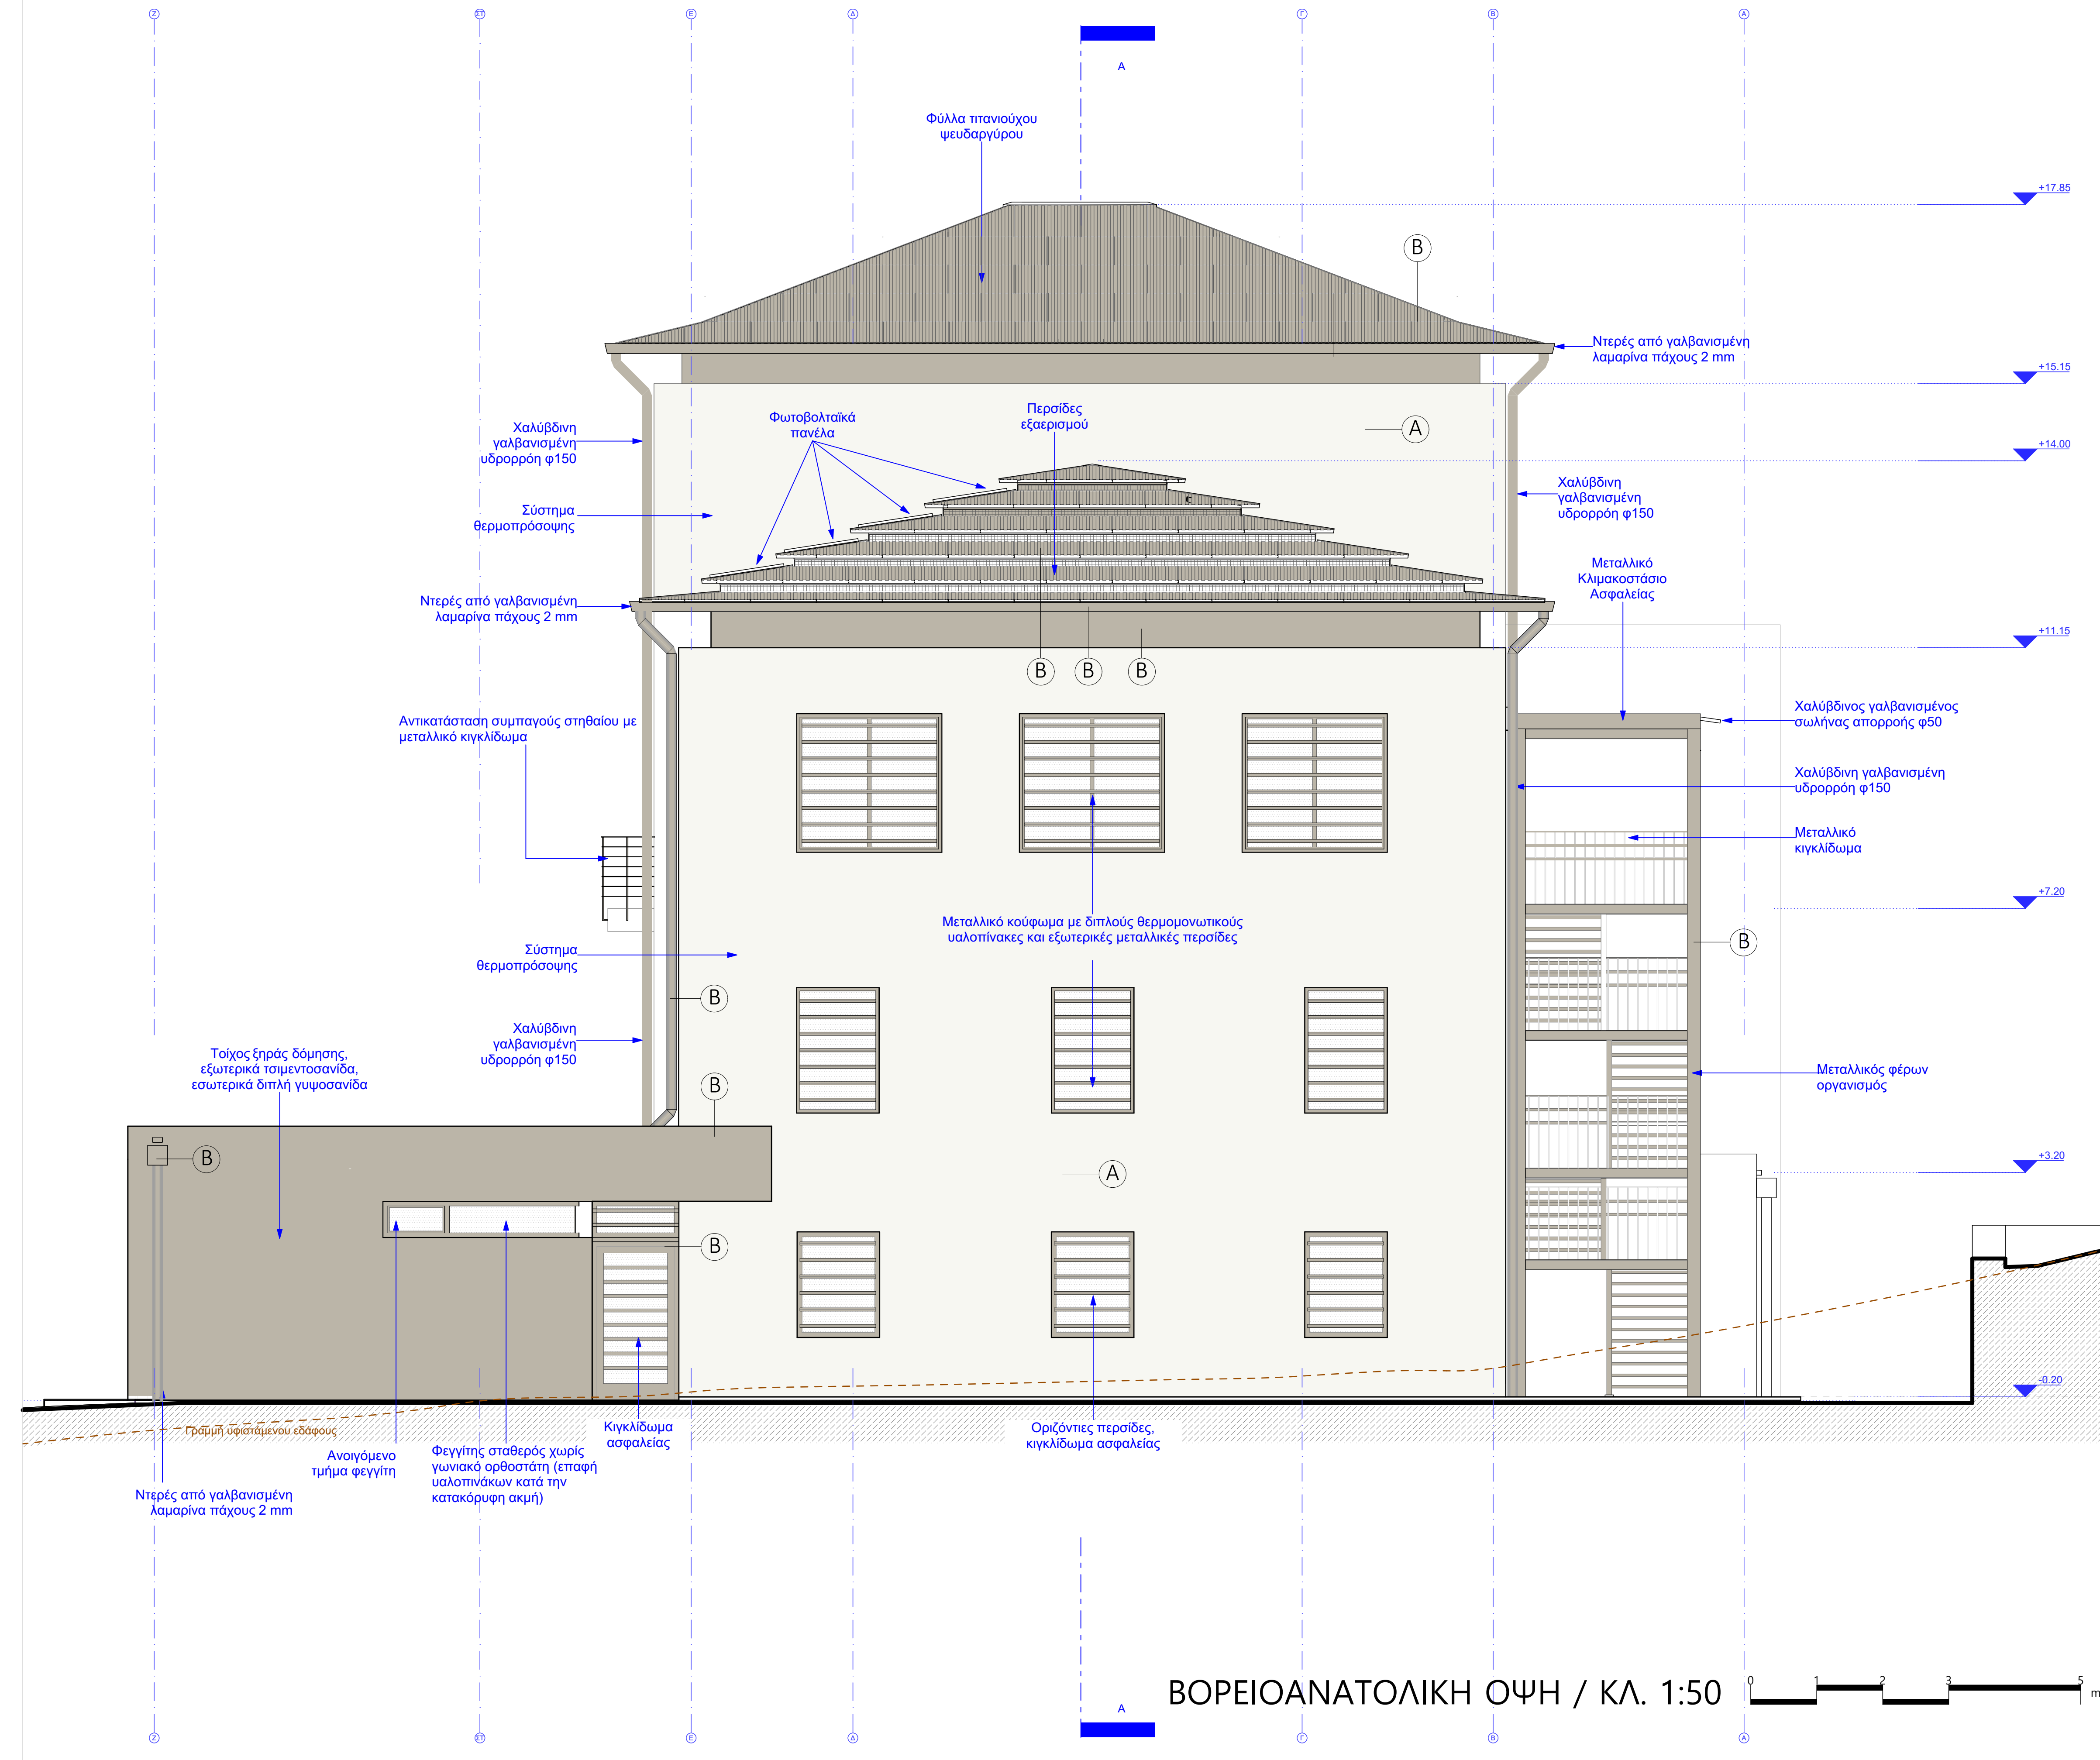 Ζ
ΣΤ
Ε
Δ
Γ
Β
Α
Α
Φύλλα τιτανιούχου
ψευδαργύρου
+17.85
Β
Ντερές από γαλβανισμένη
λαμαρίνα πάχους 2 mm
+15.15
Φωτοβολταϊκά
πανέλα
Περσίδες
εξαερισμού
Α
Χαλύβδινη
γαλβανισμένη
υδρορρόη φ150
+14.00
Χαλύβδινη
γαλβανισμένη
υδρορρόη φ150
Σύστημα
θερμοπρόσοψης
Μεταλλικό
Κλιμακοστάσιο
Ασφαλείας
Ντερές από γαλβανισμένη
λαμαρίνα πάχους 2 mm
+11.15
Β
Β
Β
Αντικατάσταση συμπαγούς στηθαίου με
μεταλλικό κιγκλίδωμα
Χαλύβδινος γαλβανισμένος
σωλήνας απορροής φ50
Χαλύβδινη γαλβανισμένη
υδρορρόη φ150
Μεταλλικό
κιγκλίδωμα
+7.20
Μεταλλικό κούφωμα με διπλούς θερμομονωτικούς
υαλοπίνακες και εξωτερικές μεταλλικές περσίδες
Β
Σύστημα
θερμοπρόσοψης
Β
Χαλύβδινη
γαλβανισμένη
υδρορρόη φ150
Τοίχος ξηράς δόμησης,
εξωτερικά τσιμεντοσανίδα,
εσωτερικά διπλή γυψοσανίδα
Β
Μεταλλικός φέρων
οργανισμός
Β
Α
+3.20
Β
-0.20
Γραμμή υφιστάμενου εδάφους
Κιγκλίδωμα
ασφαλείας
Οριζόντιες περσίδες,
κιγκλίδωμα ασφαλείας
Ανοιγόμενο
τμήμα φεγγίτη
Φεγγίτης σταθερός χωρίς
γωνιακό ορθοστάτη (επαφή
υαλοπινάκων κατά την
κατακόρυφη ακμή)
Ντερές από γαλβανισμένη
λαμαρίνα πάχους 2 mm
ΒΟΡΕΙΟΑΝΑΤΟΛΙΚΗ ΟΨΗ / ΚΛ. 1:50
0 1 2 3 5
m
Α
Ζ
ΣΤ
Ε
Δ
Γ
Β
Α